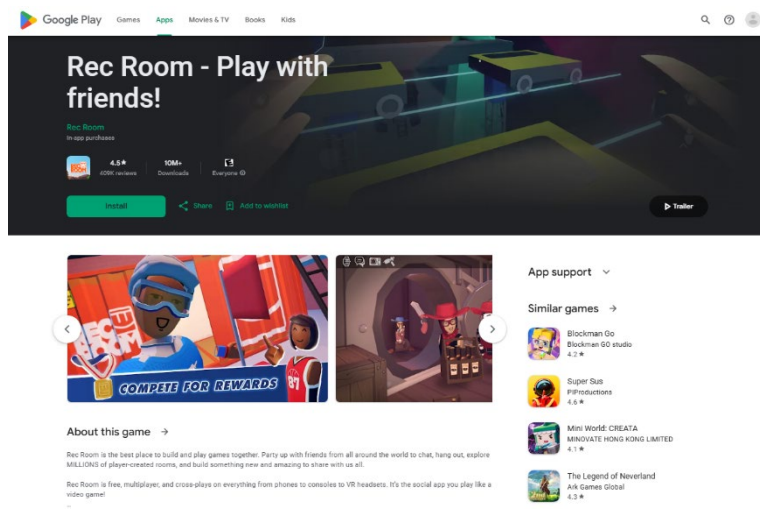 Google Play Games Apps Movies & TV Books Kids
Rec Room - Play with
friends!
Rec Room
In-app purchases
4.5★ 10M+
409K reviews Downloads Everyone
Install Share Add to wishlist
Trailer
REC ROOM
COMPETE FOR REWARDS 87
App support
Similar games →
Blockman Go
Blockman GO studio
4.2 ★
Super Sus
PIProductions
4.6 ★
Mini World: CREATA
MINOVATE HONG KONG LIMITED
4.1 ★
The Legend of Neverland
Ark Games Global
4.3 ★
About this game →
Rec Room is the best place to build and play games together. Party up with friends from all around the world to chat, hang out, explore
MILLIONS of player-created rooms, and build something new and amazing to share with us all.
Rec Room is free, multiplayer, and cross-plays on everything from phones to consoles to VR headsets. It's the social app you play like a
video game!